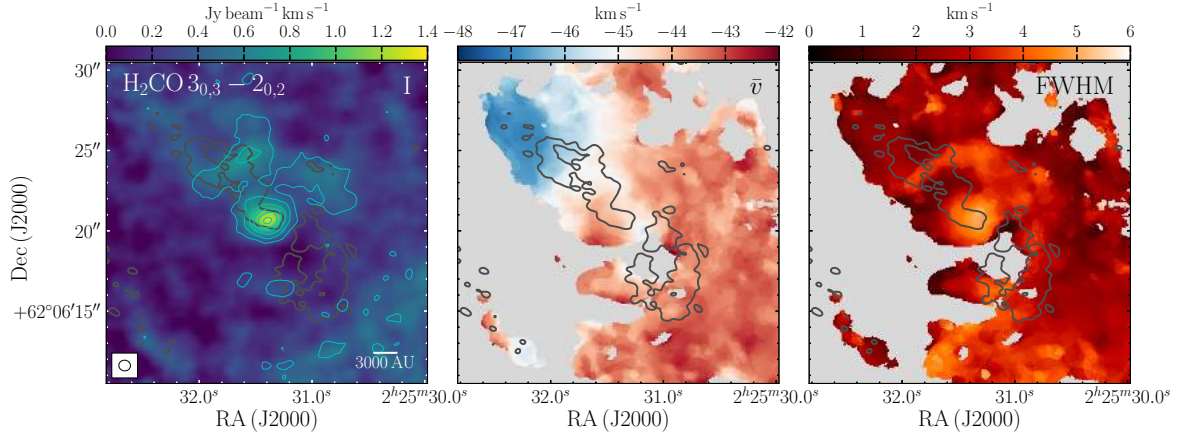 Jy beam⁻¹ km s⁻¹
0.0 0.2 0.4 0.6 0.8 1.0 1.2 1.4
km s⁻¹
−48 −47 −46 −45 −44 −43 −42
km s⁻¹
0 1 2 3 4 5 6
H₂CO 3₀,₃ − 2₀,₂
I
v̄
FWHM
30″
25″
20″
+62°06′15″
Dec (J2000)
3000 AU
32.0ˢ 31.0ˢ 2ʰ25ᵐ30.0ˢ
32.0ˢ 31.0ˢ 2ʰ25ᵐ30.0ˢ
32.0ˢ 31.0ˢ 2ʰ25ᵐ30.0ˢ
RA (J2000)
RA (J2000)
RA (J2000)